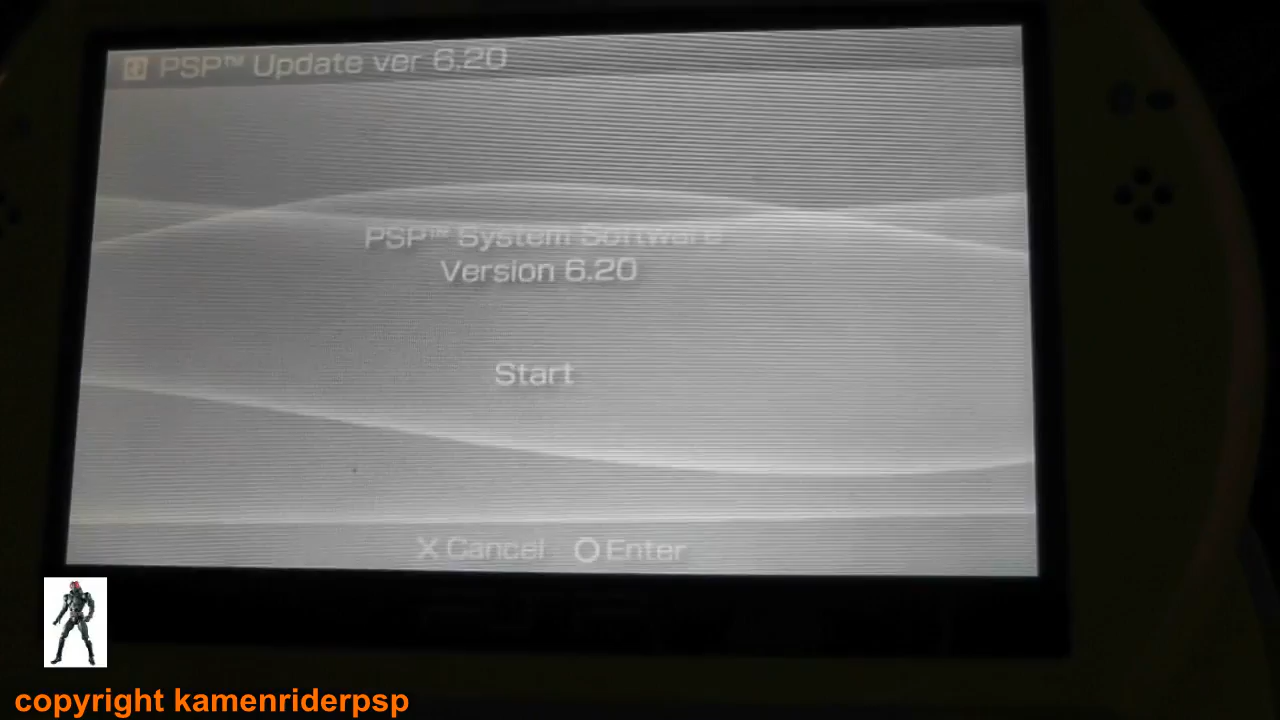 PSP™ Update ver 6.20
PSP™ System Software
Version 6.20
Start
X Cancel O Enter
copyright kamenriderpsp